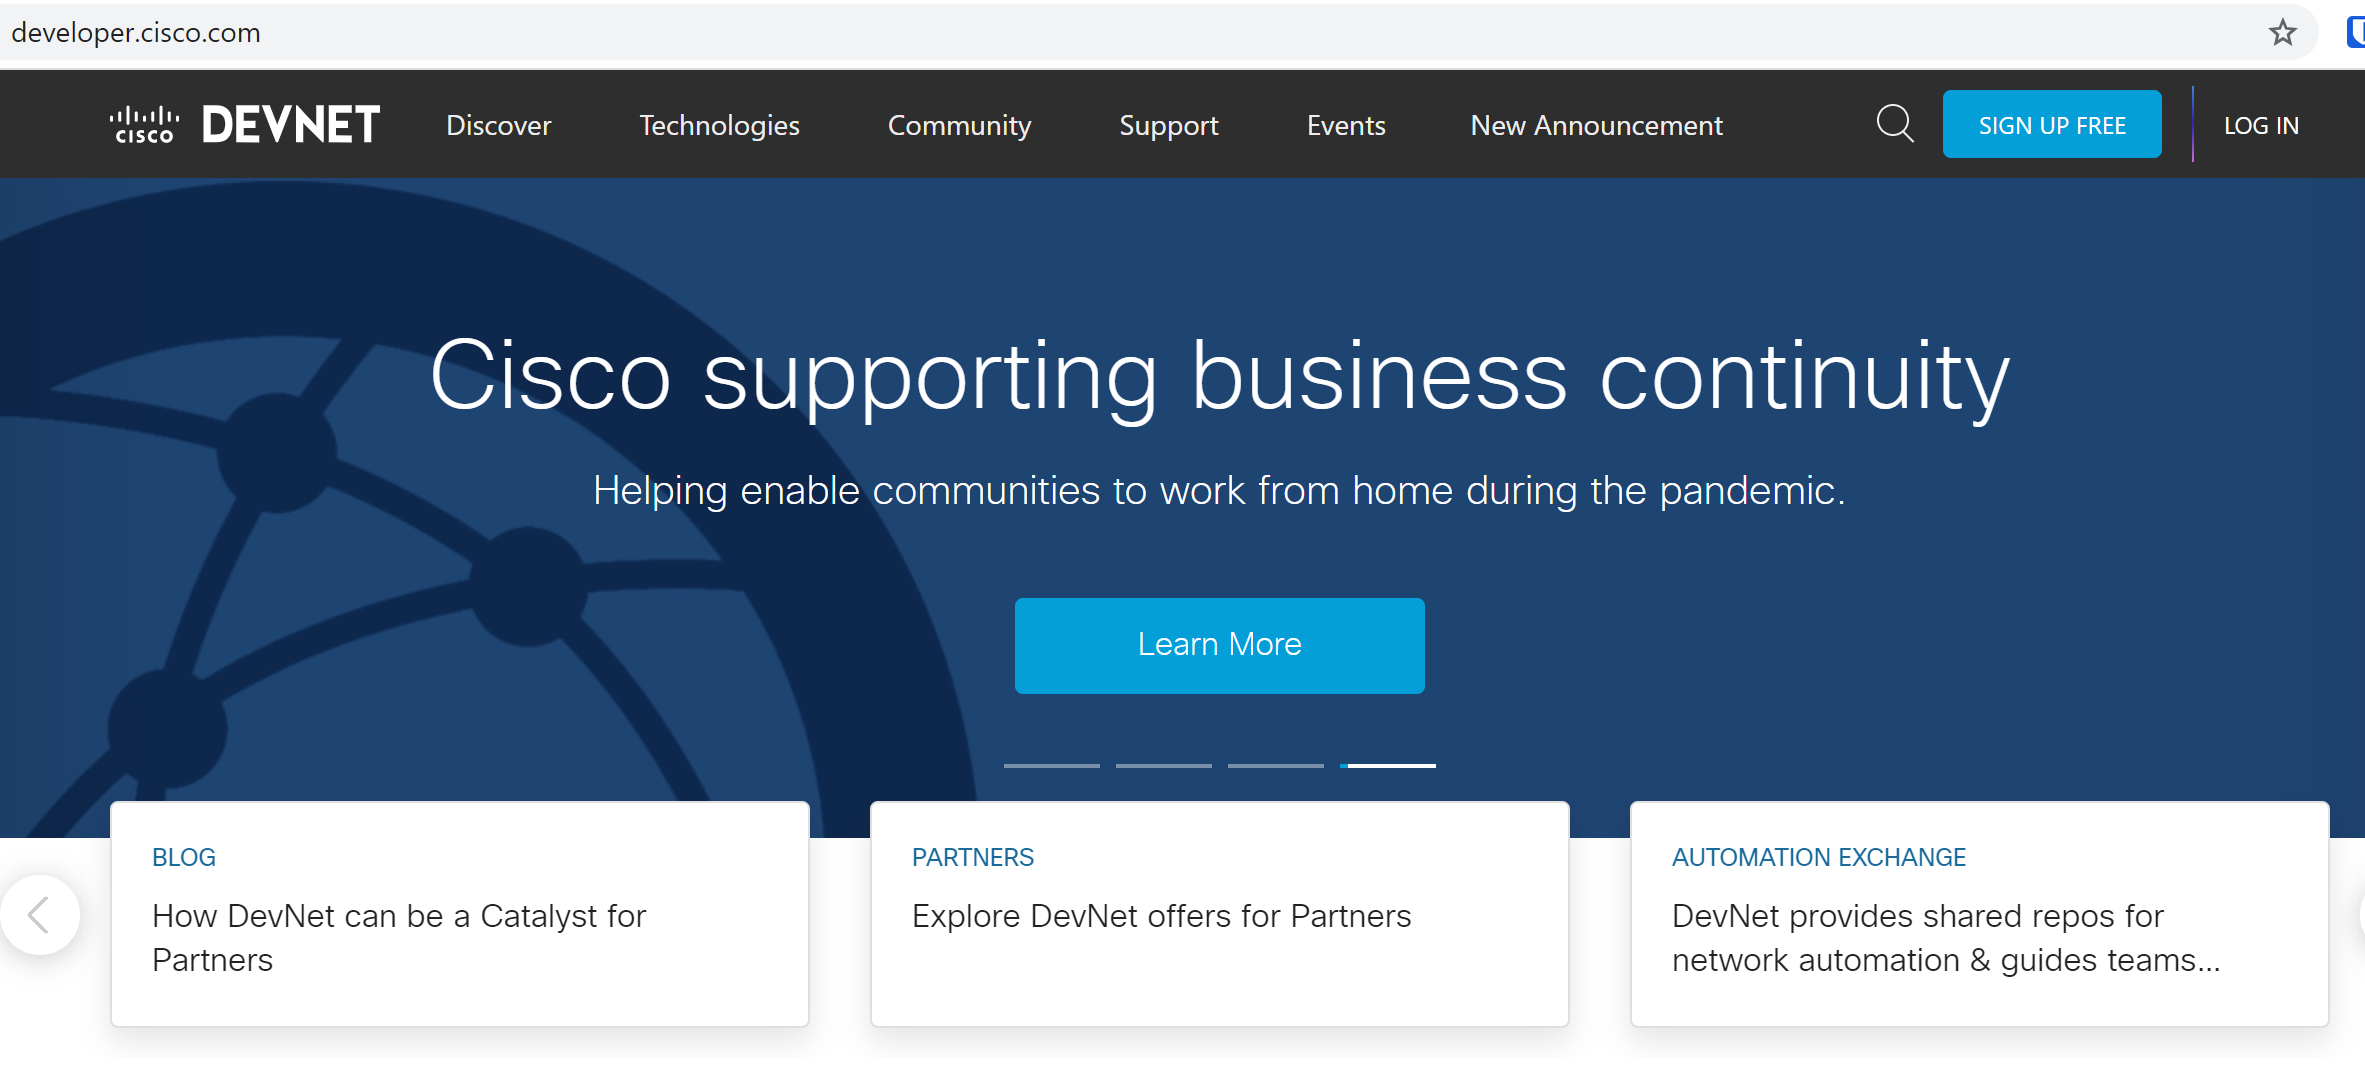 developer.cisco.com
CISCO DEVNET Discover Technologies Community Support Events New Announcement SIGN UP FREE LOG IN
Cisco supporting business continuity
Helping enable communities to work from home during the pandemic.
Learn More
BLOG
How DevNet can be a Catalyst for
Partners
PARTNERS
Explore DevNet offers for Partners
AUTOMATION EXCHANGE
DevNet provides shared repos for
network automation & guides teams...